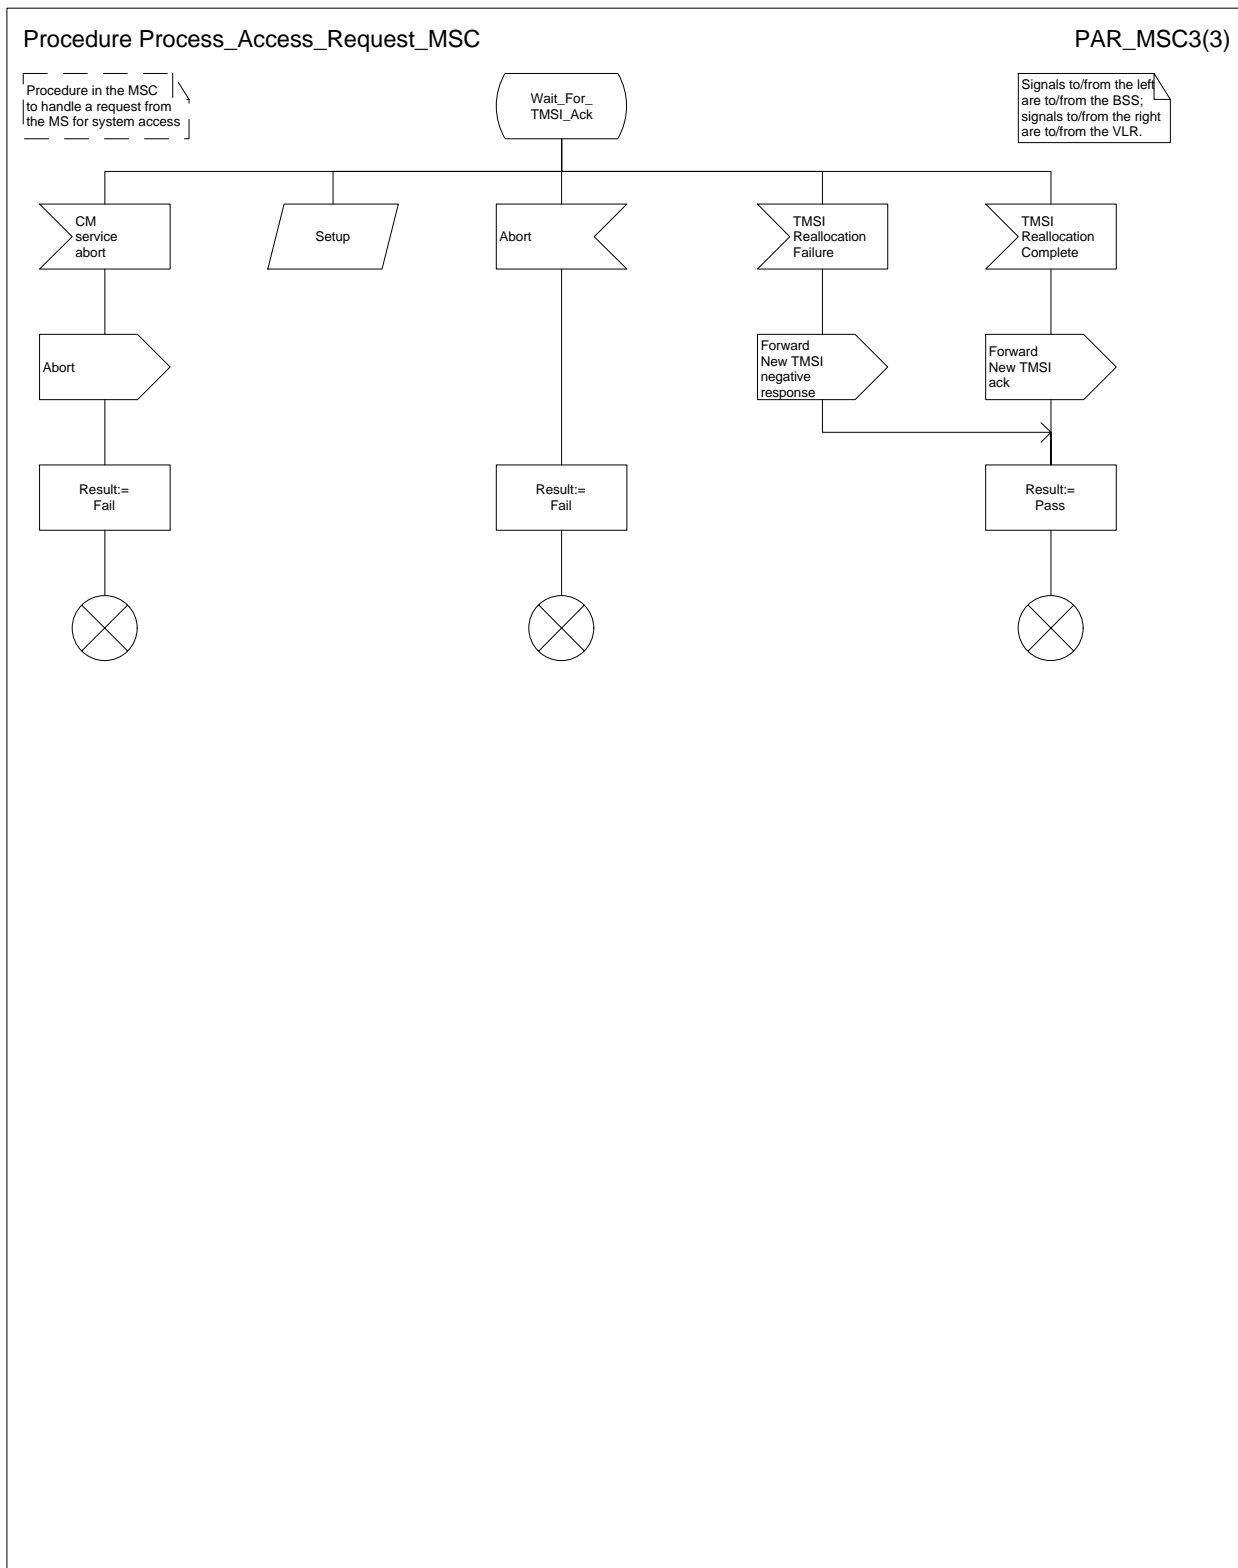 Procedure Process_Access_Request_MSC
PAR_MSC3(3)
Procedure in the MSC
to handle a request from
the MS for system access
Wait_For_
TMSI_Ack
Signals to/from the left
are to/from the BSS;
signals to/from the right
are to/from the VLR.
CM
service
abort
Setup
Abort
TMSI
Reallocation
Failure
TMSI
Reallocation
Complete
Abort
Forward
New TMSI
negative
response
Forward
New TMSI
ack
Result:=
Fail
Result:=
Fail
Result:=
Pass